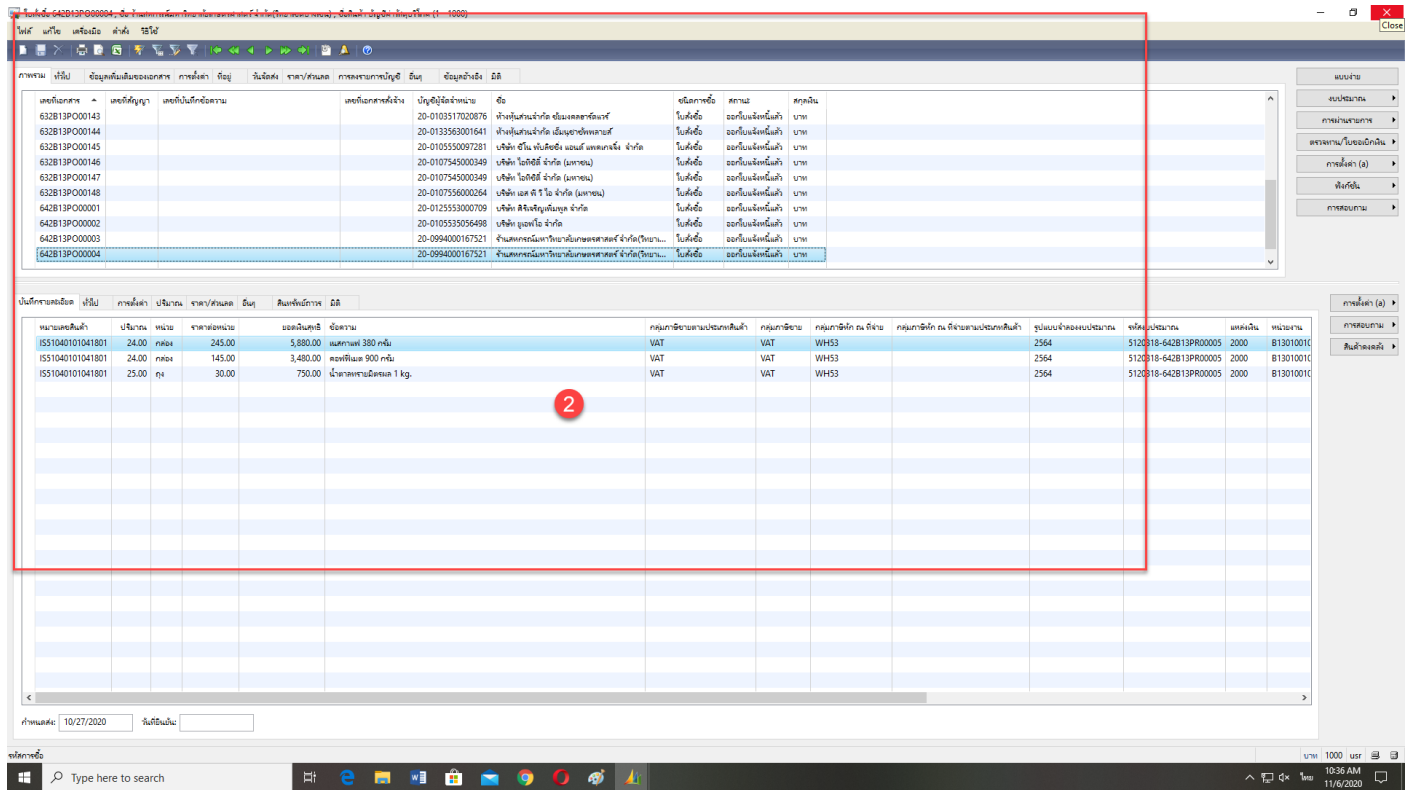 ใบสั่งซื้อ 642B13PO00004, ชื่อ ร้านสหกรณ์มหาวิทยาลัยเกษตรศาสตร์ จำกัด(วิทยาเขตบางเขน)
Close
ไฟล์ แก้ไข เครื่องมือ คำสั่ง วิธีใช้
ภาพรวม ทั่วไป ข้อมูลเพิ่มเติมของเอกสาร การตั้งค่า ที่อยู่ วันจัดส่ง ราคา/ส่วนลด การลงรายการบัญชี อื่นๆ ข้อมูลอ้างอิง มิติ
แบบง่าย
งบประมาณ
การผ่านรายการ
ตรวจทาน/ใบขอเบิกเงิน
การตั้งค่า (a)
ฟังก์ชั่น
การสอบถาม
เลขที่เอกสาร เลขที่สัญญา เลขที่บันทึกข้อความ เลขที่เอกสารสั่งจ้าง บัญชีผู้จัดจำหน่าย ชื่อ ชนิดการซื้อ สถานะ สกุลเงิน
632B13PO00143 20-0103517020876 ห้างหุ้นส่วนจำกัด ชัยมงคลฮาร์ดแวร์ ใบสั่งซื้อ ออกใบแจ้งหนี้แล้ว บาท
632B13PO00144 20-0133563001641 ห้างหุ้นส่วนจำกัด เอ็มนุชาซัพพลายส์ ใบสั่งซื้อ ออกใบแจ้งหนี้แล้ว บาท
632B13PO00145 20-0105550097281 บริษัท ซีโน พับลิชชิ่ง แอนด์ แพคเกจจิ้ง จำกัด ใบสั่งซื้อ ออกใบแจ้งหนี้แล้ว บาท
632B13PO00146 20-0107545000349 บริษัท ไอทีซิตี้ จำกัด (มหาชน) ใบสั่งซื้อ ออกใบแจ้งหนี้แล้ว บาท
632B13PO00147 20-0107545000349 บริษัท ไอทีซิตี้ จำกัด (มหาชน) ใบสั่งซื้อ ออกใบแจ้งหนี้แล้ว บาท
632B13PO00148 20-0107556000264 บริษัท เอส พี วี ไอ จำกัด (มหาชน) ใบสั่งซื้อ ออกใบแจ้งหนี้แล้ว บาท
642B13PO00001 20-0125553000709 บริษัท สิริเจริญเพิ่มพูล จำกัด ใบสั่งซื้อ ออกใบแจ้งหนี้แล้ว บาท
642B13PO00002 20-0105535056498 บริษัท ยูเอฟโอ จำกัด ใบสั่งซื้อ ออกใบแจ้งหนี้แล้ว บาท
642B13PO00003 20-0994000167521 ร้านสหกรณ์มหาวิทยาลัยเกษตรศาสตร์ จำกัด(วิทยาเ... ใบสั่งซื้อ ออกใบแจ้งหนี้แล้ว บาท
642B13PO00004 20-0994000167521 ร้านสหกรณ์มหาวิทยาลัยเกษตรศาสตร์ จำกัด(วิทยาเ... ใบสั่งซื้อ ออกใบแจ้งหนี้แล้ว บาท
บันทึกรายละเอียด ทั่วไป การตั้งค่า ปริมาณ ราคา/ส่วนลด อื่นๆ สินทรัพย์ถาวร มิติ
การตั้งค่า (a)
การสอบถาม
สินค้าคงคลัง
หมายเลขสินค้า ปริมาณ หน่วย ราคาต่อหน่วย ยอดเงินสุทธิ ข้อความ กลุ่มภาษีขายตามประเภทสินค้า กลุ่มภาษีขาย กลุ่มภาษีหัก ณ ที่จ่าย กลุ่มภาษีหัก ณ ที่จ่ายตามประเภทสินค้า รูปแบบจำลองงบประมาณ รหัสงบประมาณ แหล่งเงิน หน่วยงาน
IS51040101041801 24.00 กล่อง 245.00 5,880.00 เนสกาแฟ 380 กรัม VAT VAT WH53 2564 5120318-642B13PR00005 2000 B1301001C
IS51040101041801 24.00 กล่อง 145.00 3,480.00 คอฟฟี่เมต 900 กรัม VAT VAT WH53 2564 5120318-642B13PR00005 2000 B1301001C
IS51040101041801 25.00 ถุง 30.00 750.00 น้ำตาลทรายมิตรผล 1 kg. VAT VAT WH53 2564 5120318-642B13PR00005 2000 B1301001C
2
กำหนดส่ง: 10/27/2020 วันที่ยืนยัน:
รหัสการซื้อ
บาท 1000 usr
Type here to search
ไทย 10:36 AM
11/6/2020